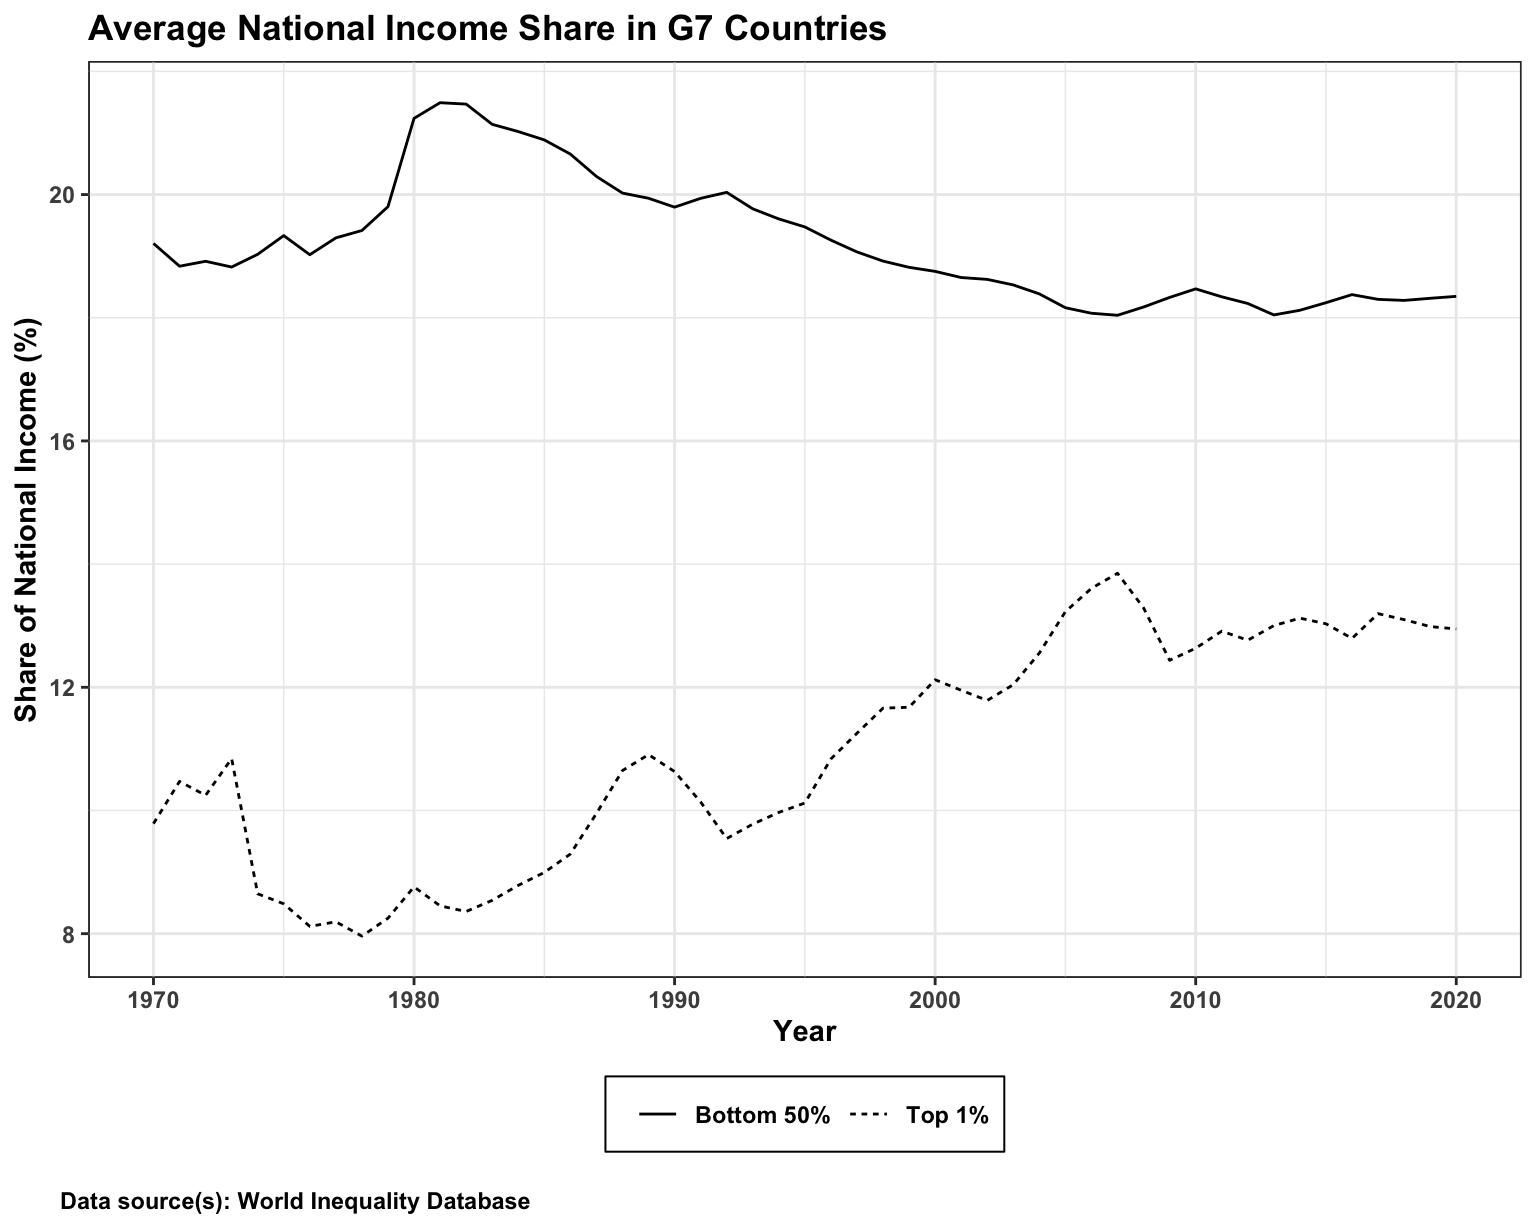 Average National Income Share in G7 Countries
Share of National Income (%)
20
16
12
8
1970 1980 1990 2000 2010 2020
Year
Bottom 50% Top 1%
Data source(s): World Inequality Database